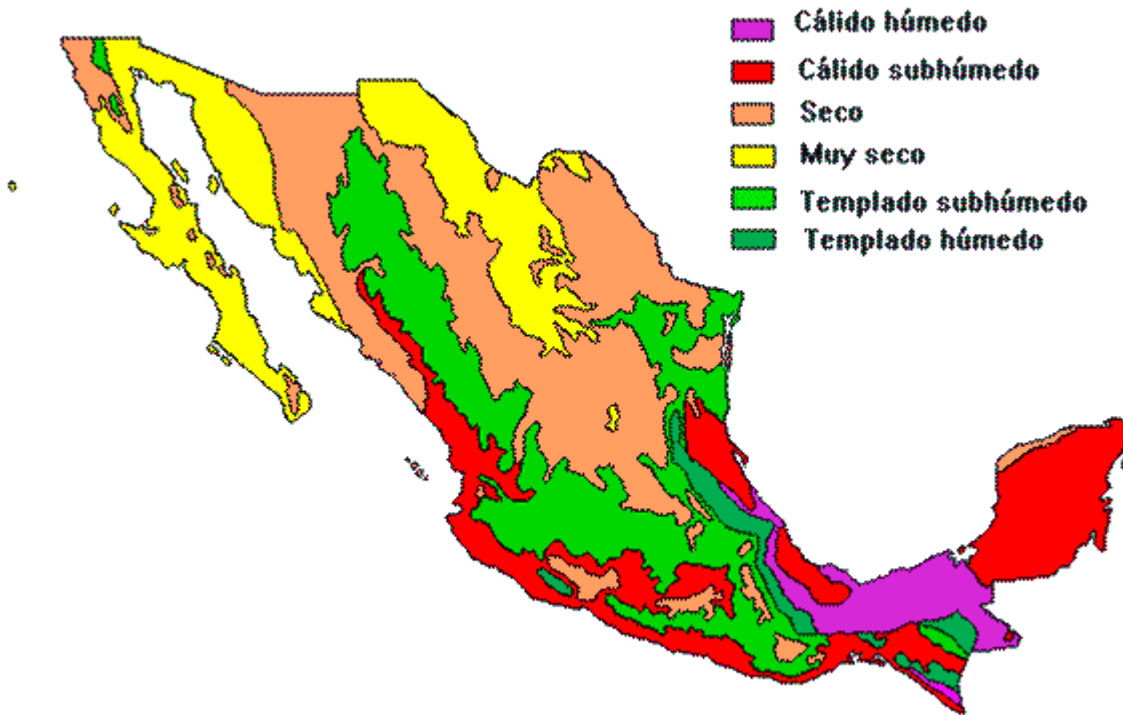 Cálido húmedo
Cálido subhúmedo
Seco
Muy seco
Templado subhúmedo
Templado húmedo